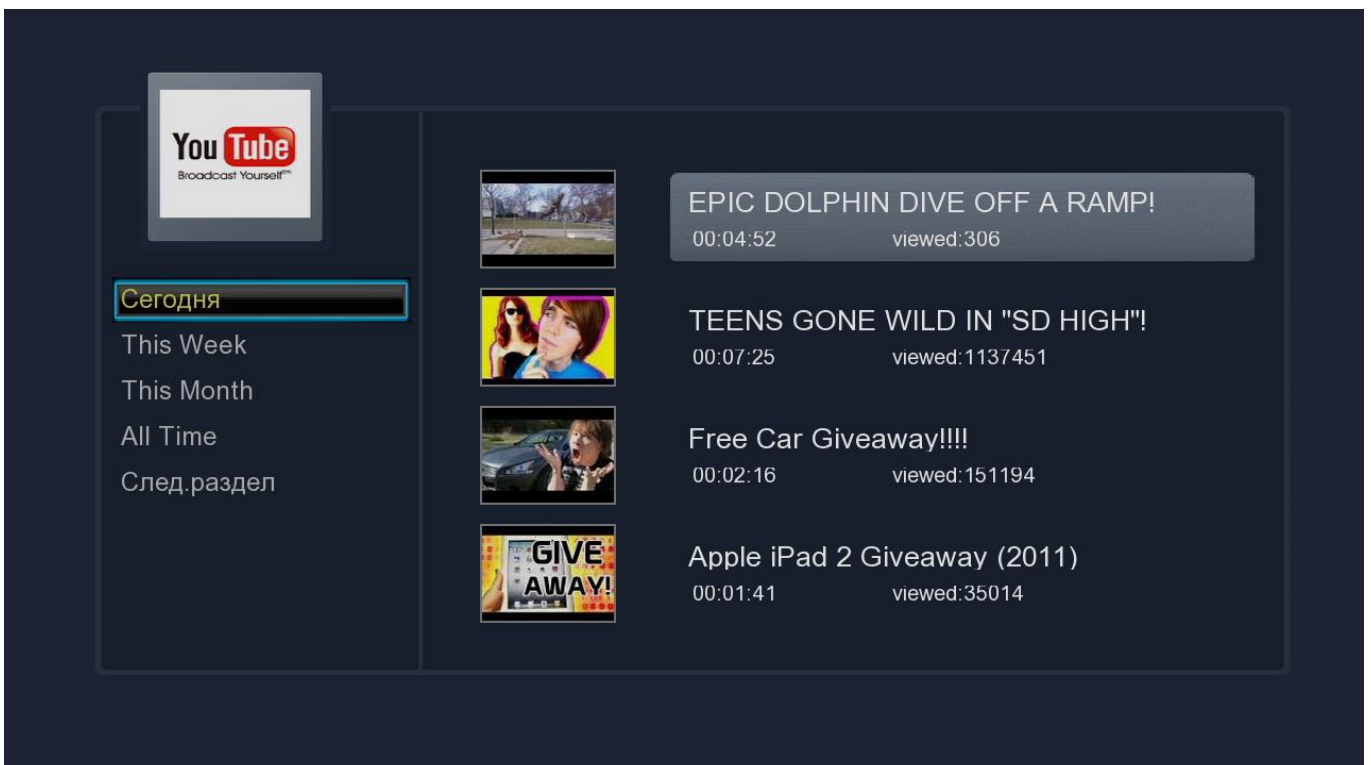 You Tube
Broadcast Yourself™
Сегодня
This Week
This Month
All Time
След.раздел
EPIC DOLPHIN DIVE OFF A RAMP!
00:04:52 viewed:306
TEENS GONE WILD IN "SD HIGH"!
00:07:25 viewed:1137451
Free Car Giveaway!!!!
00:02:16 viewed:151194
GIVE
AWAY!
Apple iPad 2 Giveaway (2011)
00:01:41 viewed:35014